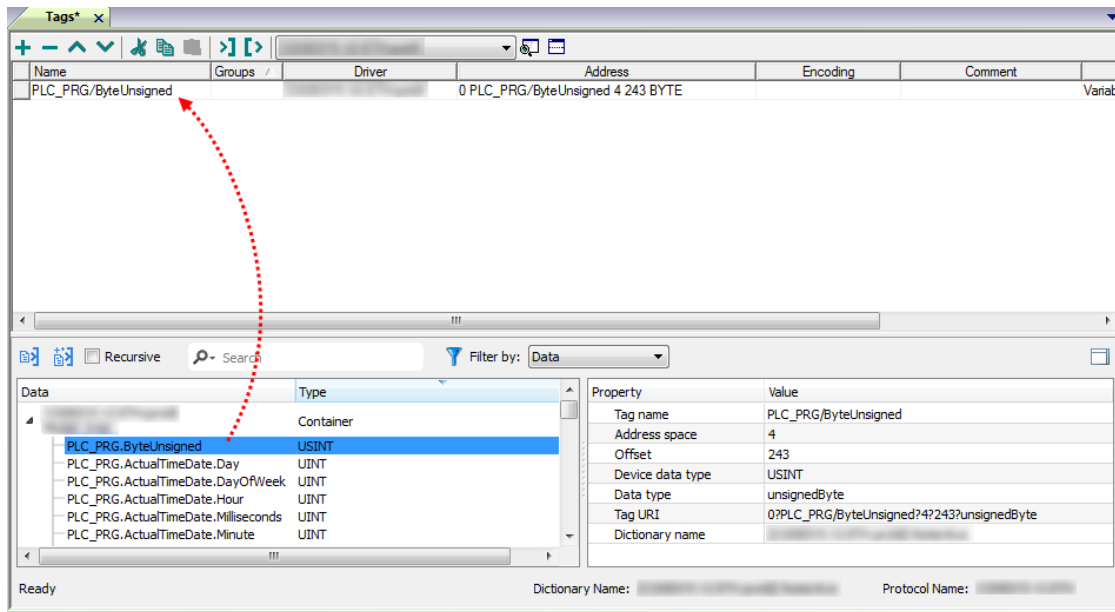 Tags*
Name Groups Driver Address Encoding Comment
PLC_PRG/ByteUnsigned 0 PLC_PRG/ByteUnsigned 4 243 BYTE Variab
Recursive Search Filter by: Data
Data Type
Container
PLC_PRG.ByteUnsigned USINT
PLC_PRG.ActualTimeDate.Day UINT
PLC_PRG.ActualTimeDate.DayOfWeek UINT
PLC_PRG.ActualTimeDate.Hour UINT
PLC_PRG.ActualTimeDate.Milliseconds UINT
PLC_PRG.ActualTimeDate.Minute UINT
Property Value
Tag name PLC_PRG/ByteUnsigned
Address space 4
Offset 243
Device data type USINT
Data type unsignedByte
Tag URI 0?PLC_PRG/ByteUnsigned?4?243?unsignedByte
Dictionary name
Ready Dictionary Name: Protocol Name: